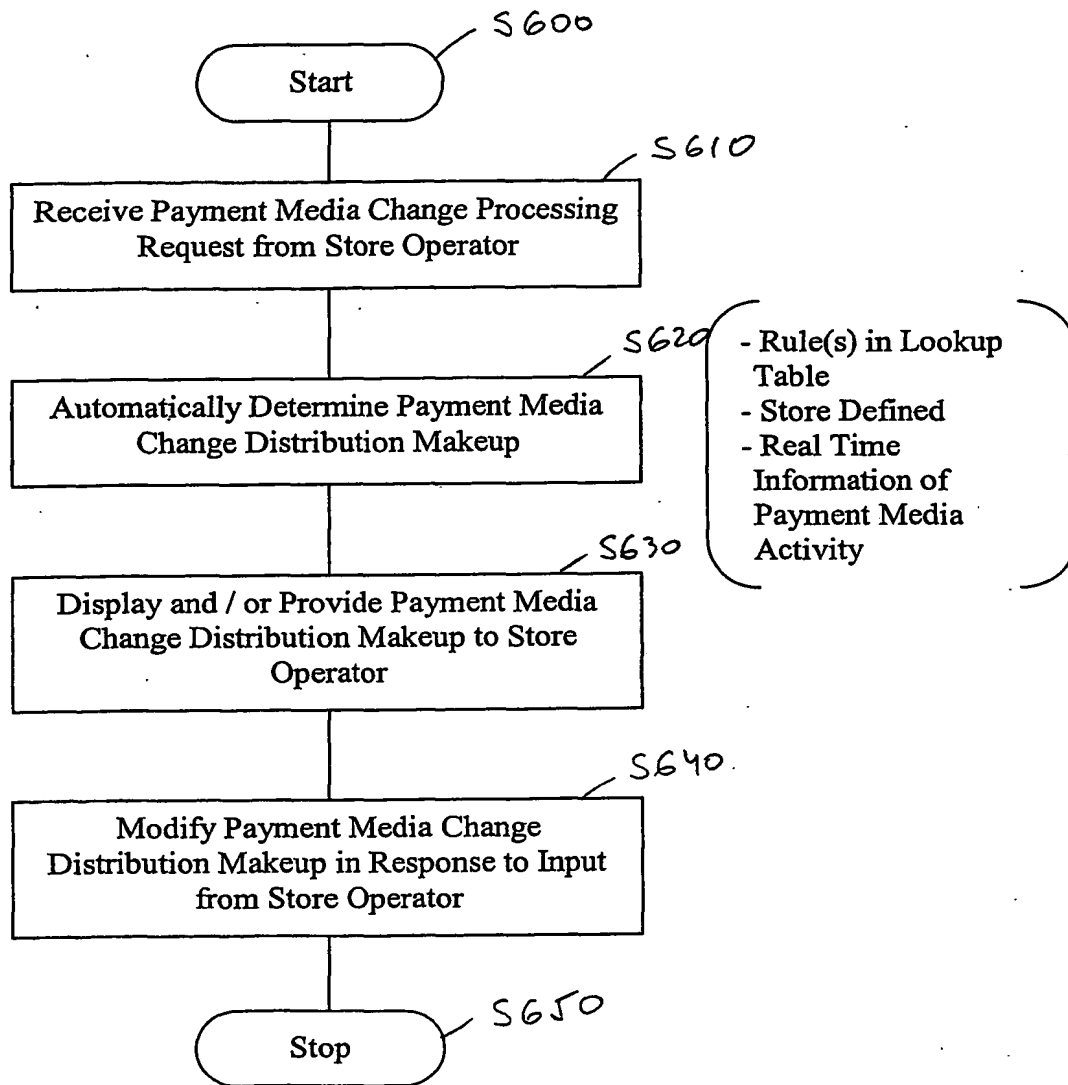 S600
Start
S610
Receive Payment Media Change Processing
Request from Store Operator
S620
Automatically Determine Payment Media
Change Distribution Makeup
- Rule(s) in Lookup
Table
- Store Defined
- Real Time
Information of
Payment Media
Activity
S630
Display and / or Provide Payment Media
Change Distribution Makeup to Store
Operator
S640
Modify Payment Media Change
Distribution Makeup in Response to Input
from Store Operator
S650
Stop